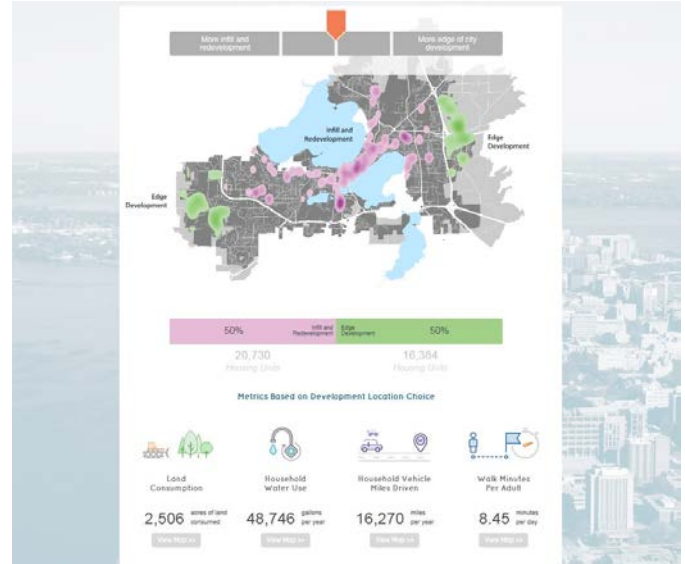 More infill and
redevelopment
More edge of city
development
Infill and
Redevelopment
Edge
Development
Edge
Development
50%
Infill and
Redevelopment
Edge
Development
50%
20,730
Housing Units
16,384
Housing Units
Metrics Based on Development Location Choice
Land
Consumption
Household
Water Use
Household Vehicle
Miles Driven
Walk Minutes
Per Adult
2,506 acres of land
consumed
48,746 gallons
per year
16,270 miles
per year
8.45 minutes
per day
View Map >>
View Map >>
View Map >>
View Map >>